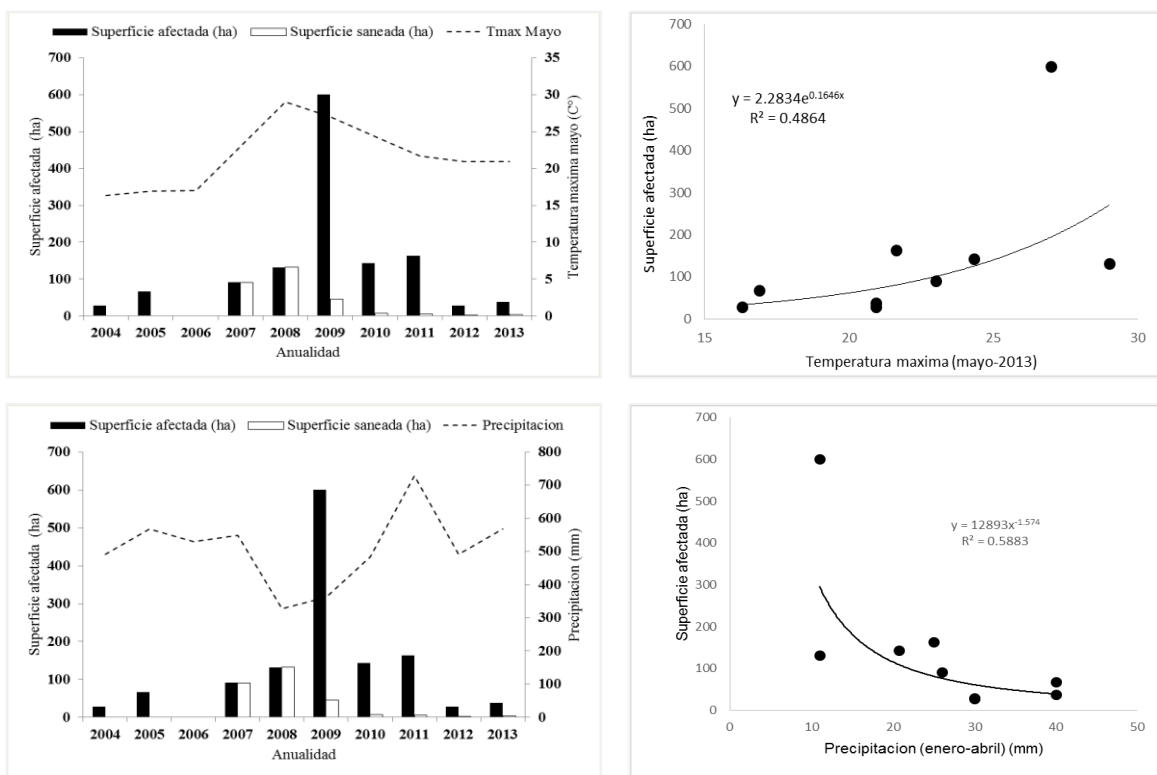 Superficie afectada (ha) Superficie saneada (ha) Tmax Mayo
700
600
500
400
300
200
100
0
Superficie afectada (ha)
35
30
25
20
15
10
5
0
Temperatura maxima mayo (C°)
2004 2005 2006 2007 2008 2009 2010 2011 2012 2013
Anualidad
700
600
500
400
300
200
100
0
Superficie afectada (ha)
y = 2.2834e^0.1646x
R² = 0.4864
15 20 25 30
Temperatura maxima (mayo-2013)
Superficie afectada (ha) Superficie saneada (ha) Precipitacion
700
600
500
400
300
200
100
0
Superficie afectada (ha)
800
700
600
500
400
300
200
100
0
Precipitacion (mm)
2004 2005 2006 2007 2008 2009 2010 2011 2012 2013
Anualidad
700
600
500
400
300
200
100
0
Superficie afectada (ha)
y = 12893x^-1.574
R² = 0.5883
0 10 20 30 40 50
Precipitacion (enero-abril) (mm)